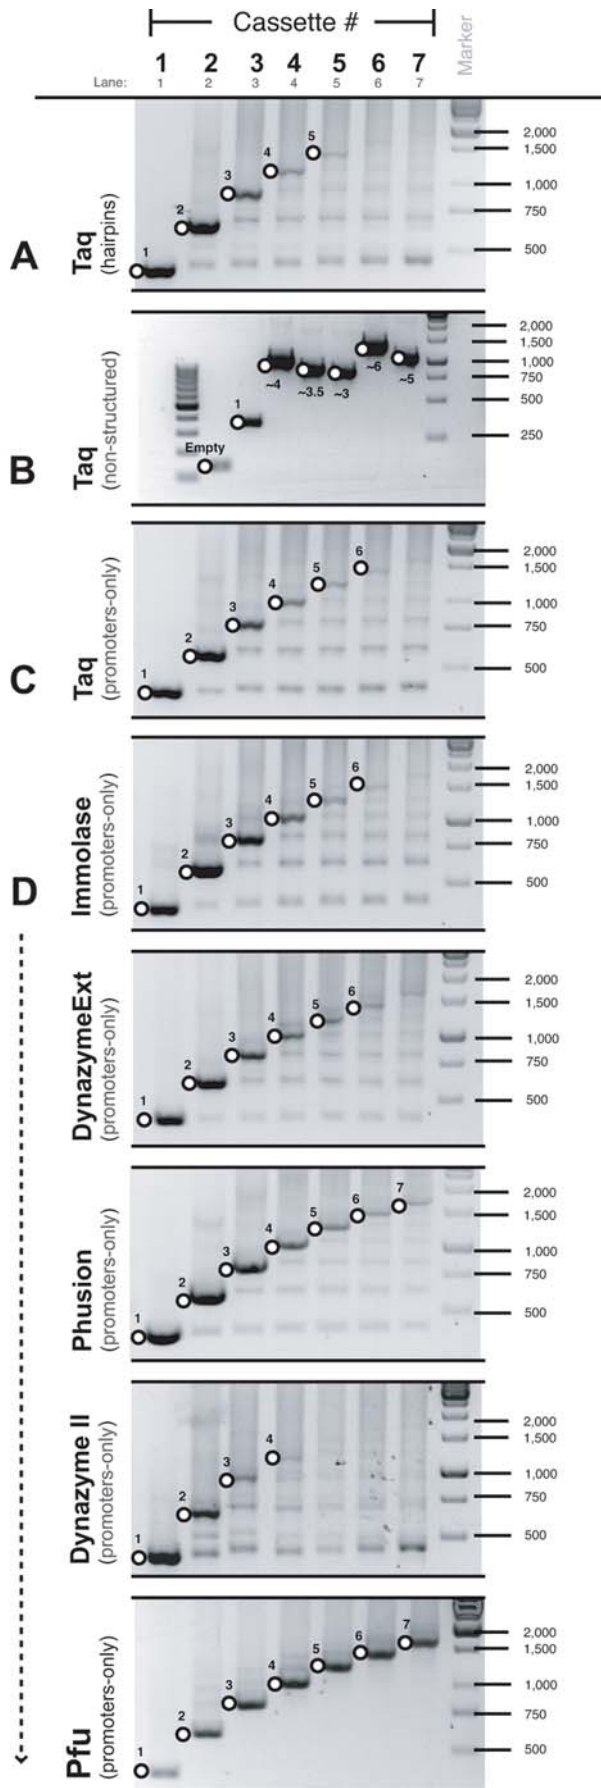 Cassette #
1 2 3 4 5 6 7 Marker
Lane: 1 2 3 4 5 6 7
A
Taq
(hairpins)
1 2 3 4 5
2,000
1,500
1,000
750
500
B
Taq
(non-structured)
Empty 1 ~4 ~3.5 ~3 ~6 ~5
2,000
1,500
1,000
750
500
250
C
Taq
(promoters-only)
1 2 3 4 5 6
2,000
1,500
1,000
750
500
D
Immolase
(promoters-only)
1 2 3 4 5 6
2,000
1,500
1,000
750
500
DynazymeExt
(promoters-only)
1 2 3 4 5 6
2,000
1,500
1,000
750
500
Phusion
(promoters-only)
1 2 3 4 5 6 7
2,000
1,500
1,000
750
500
Dynazyme II
(promoters-only)
1 2 3 4
2,000
1,500
1,000
750
500
Pfu
(promoters-only)
1 2 3 4 5 6 7
2,000
1,500
1,000
750
500